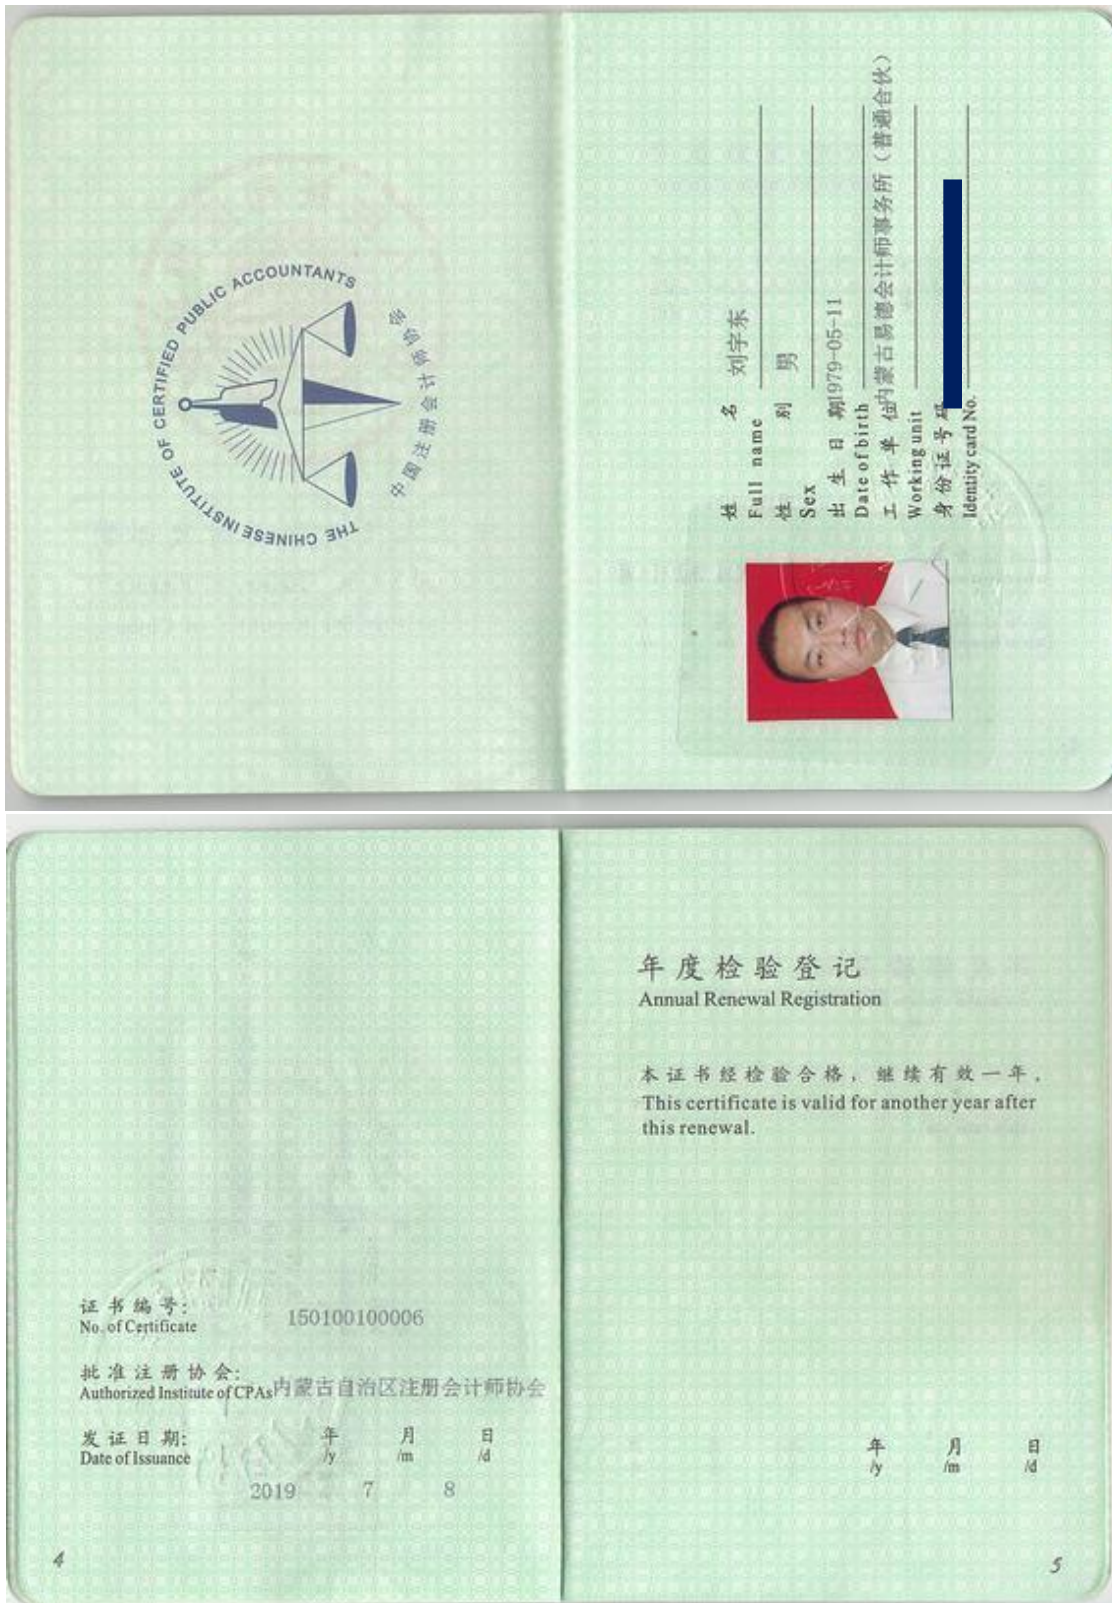 THE CHINESE INSTITUTE OF CERTIFIED PUBLIC ACCOUNTANTS
中国注册会计师协会
姓 名 刘宇东
Full name
性 别 男
Sex
出 生 日 期 1979-05-11
Date of birth
工 作 单 位 内蒙古易德会计师事务所（普通合伙）
Working unit
身 份 证 号 码
Identity card No.
证 书 编 号: 150100100006
No. of Certificate
批 准 注 册 协 会: 内蒙古自治区注册会计师协会
Authorized Institute of CPAs
发 证 日 期: 年 月 日
Date of Issuance /y /m /d
2019 7 8
4
年 度 检 验 登 记
Annual Renewal Registration
本 证 书 经 检 验 合 格 ， 继 续 有 效 一 年 。
This certificate is valid for another year after
this renewal.
年 月 日
/y /m /d
5